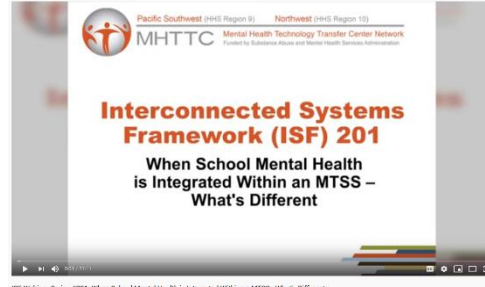 Pacific Southwest (HHS Region 9) Northwest (HHS Region 10)
MHTTC Mental Health Technology Transfer Center Network
Funded by Substance Abuse and Mental Health Services Administration
Interconnected Systems
Framework (ISF) 201
When School Mental Health
is Integrated Within an MTSS –
What's Different